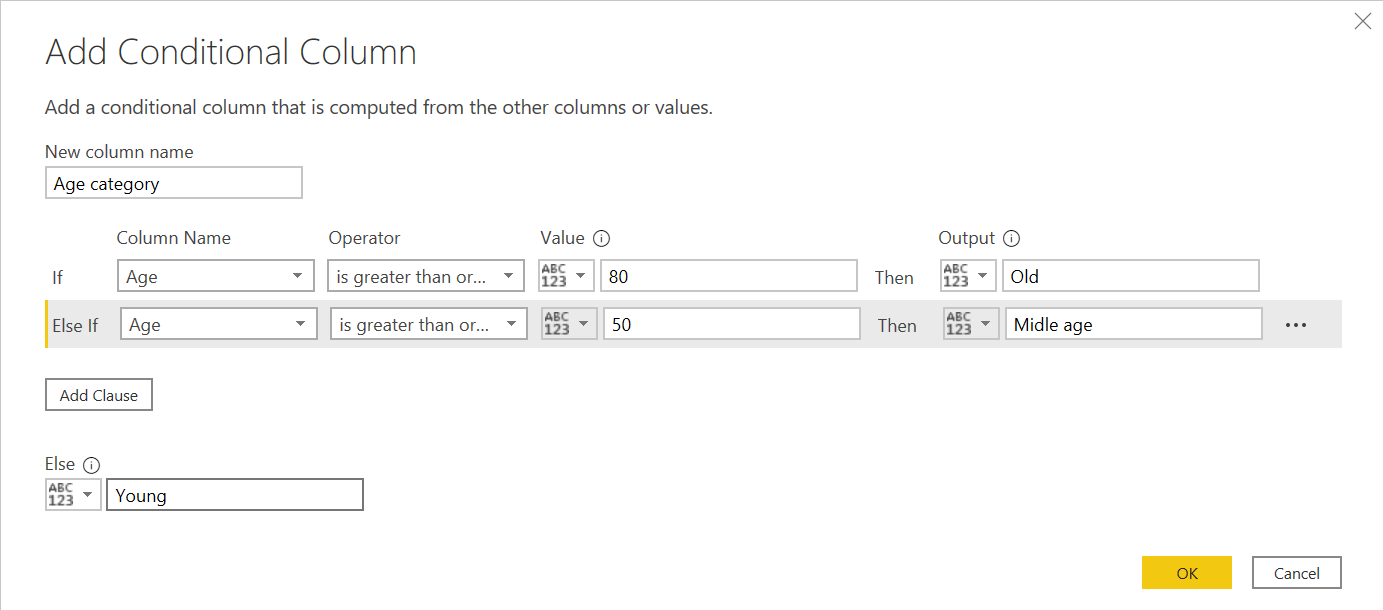 Add Conditional Column
Add a conditional column that is computed from the other columns or values.
New column name
Age category
Column Name Operator Value Output
If Age is greater than or... ABC 123 80 Then ABC 123 Old
Else If Age is greater than or... ABC 123 50 Then ABC 123 Midle age ...
Add Clause
Else
ABC 123 Young
OK Cancel